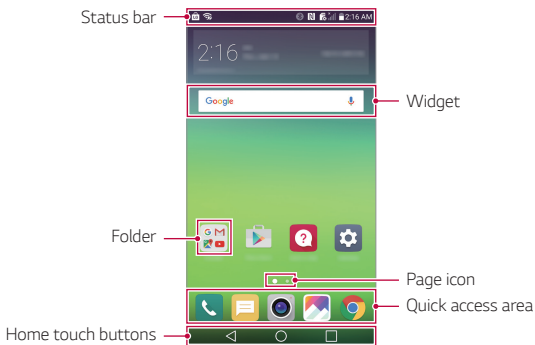 Status bar
2:16 AM
2:16
Google
Widget
Folder
Page icon
Quick access area
Home touch buttons